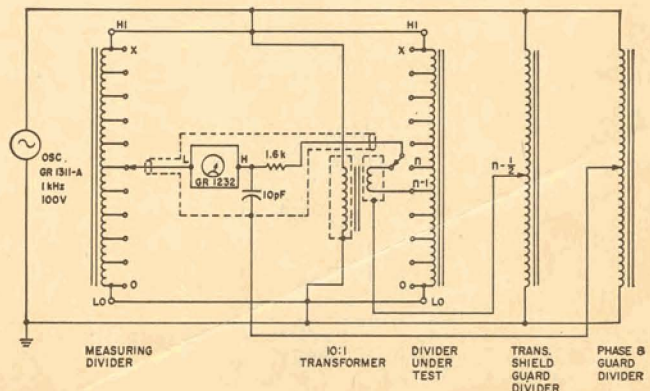 HI
HI
X
X
OSC.
GR 1311-A
1 kHz
100V
L
H
GR 1232
1.6k
10pF
n
n-1
n-½
O
O
LO
LO
MEASURING
DIVIDER
10:1
TRANSFORMER
DIVIDER
UNDER
TEST
TRANS.
SHIELD
GUARD
DIVIDER
PHASE B
GUARD
DIVIDER